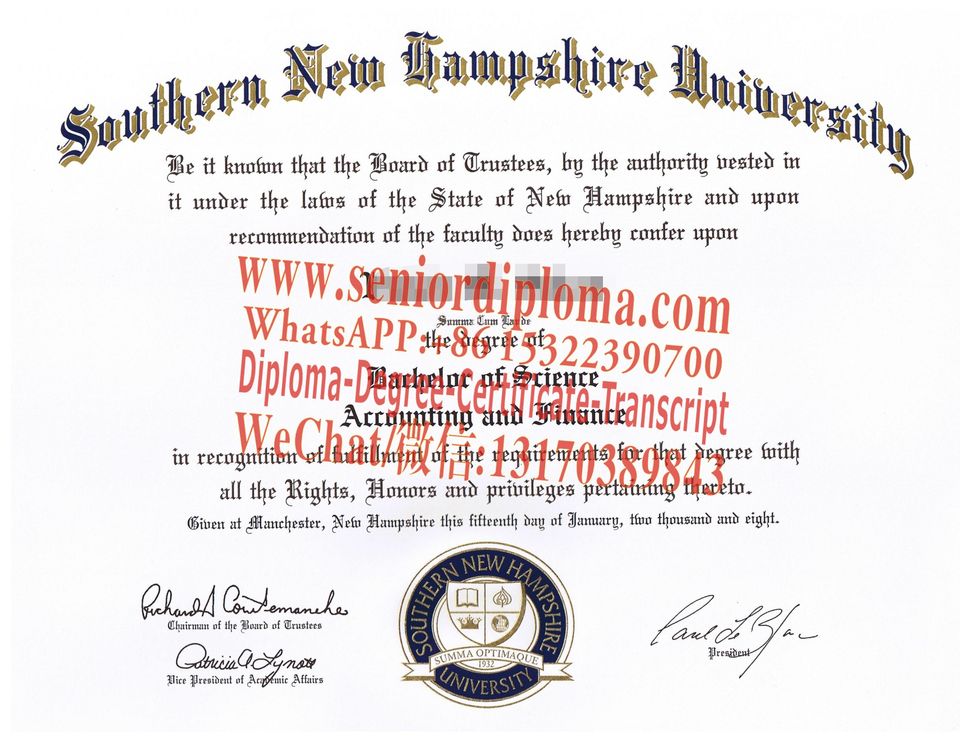 Southern New Hampshire University
Be it known that the Board of Trustees, by the authority vested in
it under the laws of the State of New Hampshire and upon
recommendation of the faculty does hereby confer upon
www.seniordiploma.com
Summa Cum Laude
WhatsAPP:+86 15322390700
the degree of
Diploma-Degree-Certificate-Transcript
Bachelor of Science
Accounting and Finance
WeChat/微信:13170389843
in recognition of fulfillment of the requirements for that degree with
all the Rights, Honors and privileges pertaining thereto.
Given at Manchester, New Hampshire this fifteenth day of January, two thousand and eight.
Chairman of the Board of Trustees
Vice President of Academic Affairs
SOUTHERN NEW HAMPSHIRE
SUMMA OPTIMAQUE
1932
UNIVERSITY
President